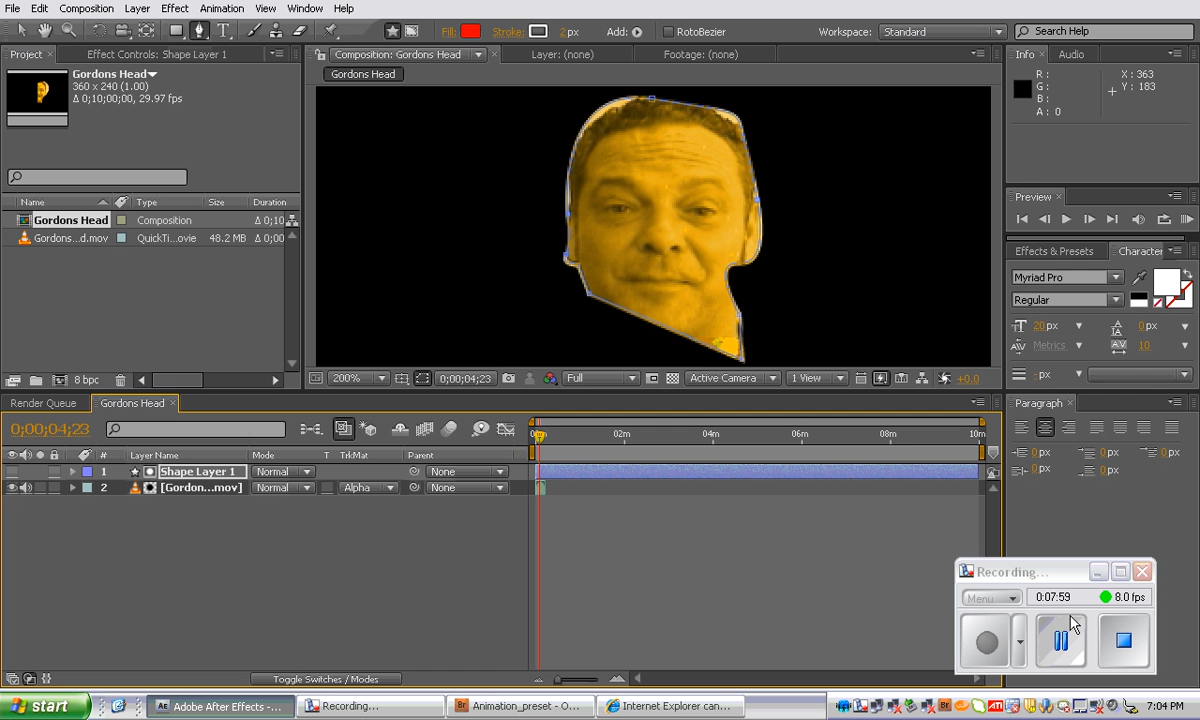 File Edit Composition Layer Effect Animation View Window Help
Fill: Stroke: 2 px Add: RotoBezier Workspace: Standard Search Help
Project × Effect Controls: Shape Layer 1 Composition: Gordons Head × Layer: (none) Footage: (none) Info × Audio
Gordons Head
Gordons Head▼
360 x 240 (1.00)
Δ 0;10;00;00, 29.97 fps
R :
G :
B :
A : 0
X : 363
Y : 183
Name Type Size Duration
Gordons Head Composition Δ 0;10
Gordons...d.mov QuickTi...ovie 48.2 MB Δ 0;00
Preview ×
Effects & Presets Character
Myriad Pro
Regular
20 px 0 px
Metrics 10
- px
8 bpc 200% 0;00;04;23 Full Active Camera 1 View +0.0
Render Queue Gordons Head × Paragraph ×
0;00;04;23
02m 04m 06m 08m 10m
# Layer Name Mode T TrkMat Parent
1 Shape Layer 1 Normal None
2 [Gordon...mov] Normal Alpha None
0 px 0 px 0 px
0 px 0 px
Recording...
Menu 0:07:59 8.0 fps
Toggle Switches / Modes
start Adobe After Effects -... Recording... Animation_preset - O... Internet Explorer can... 7:04 PM